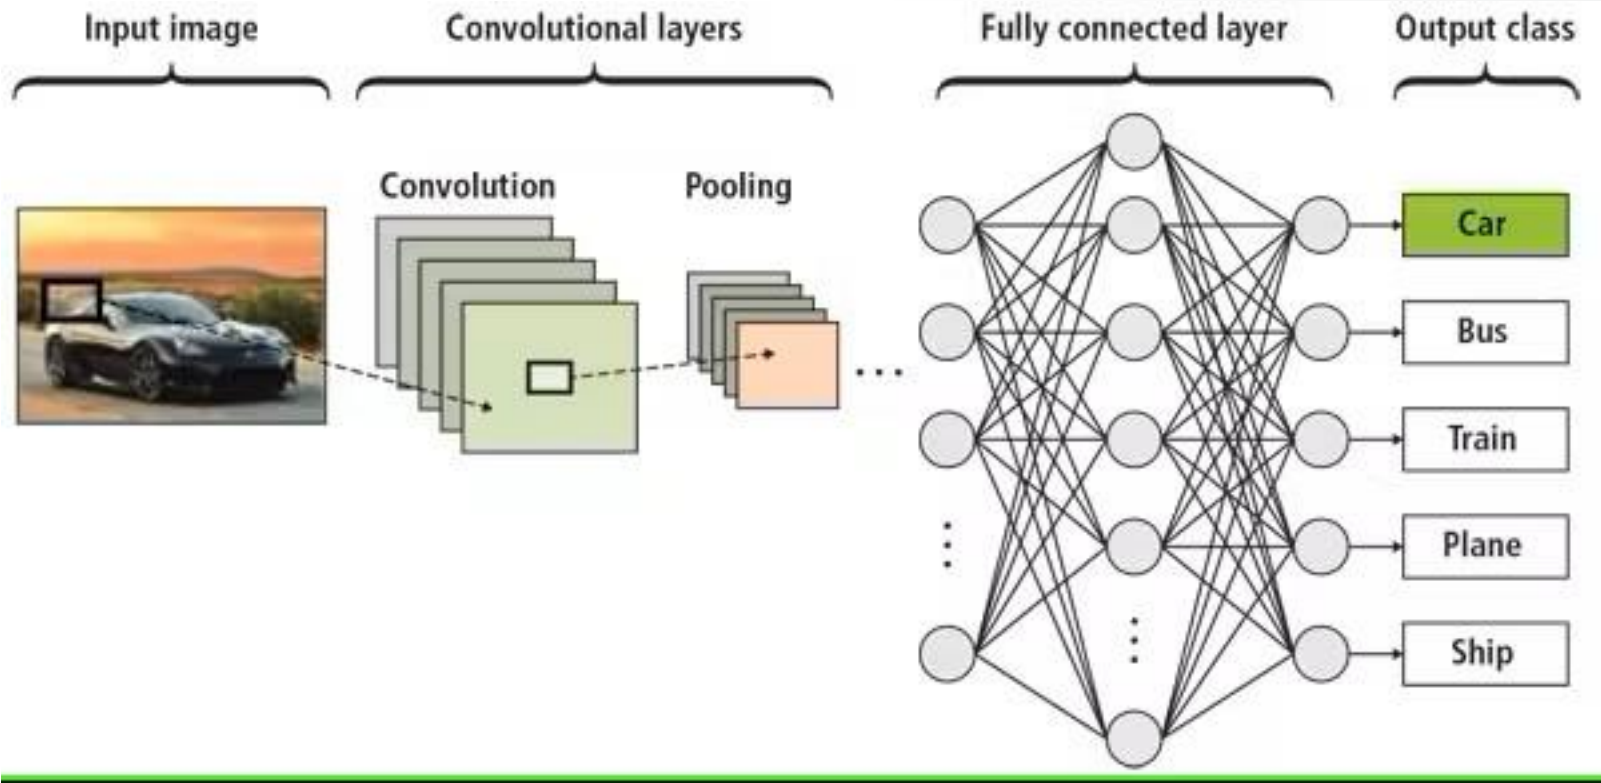 Input image
Convolutional layers
Fully connected layer
Output class
Convolution
Pooling
Car
Bus
Train
Plane
Ship